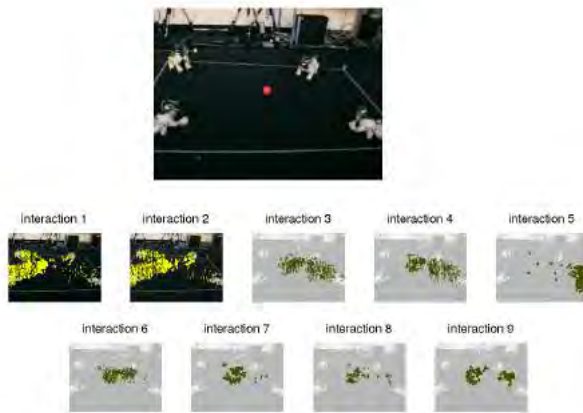 interaction 1
interaction 2
interaction 3
interaction 4
interaction 5
interaction 6
interaction 7
interaction 8
interaction 9